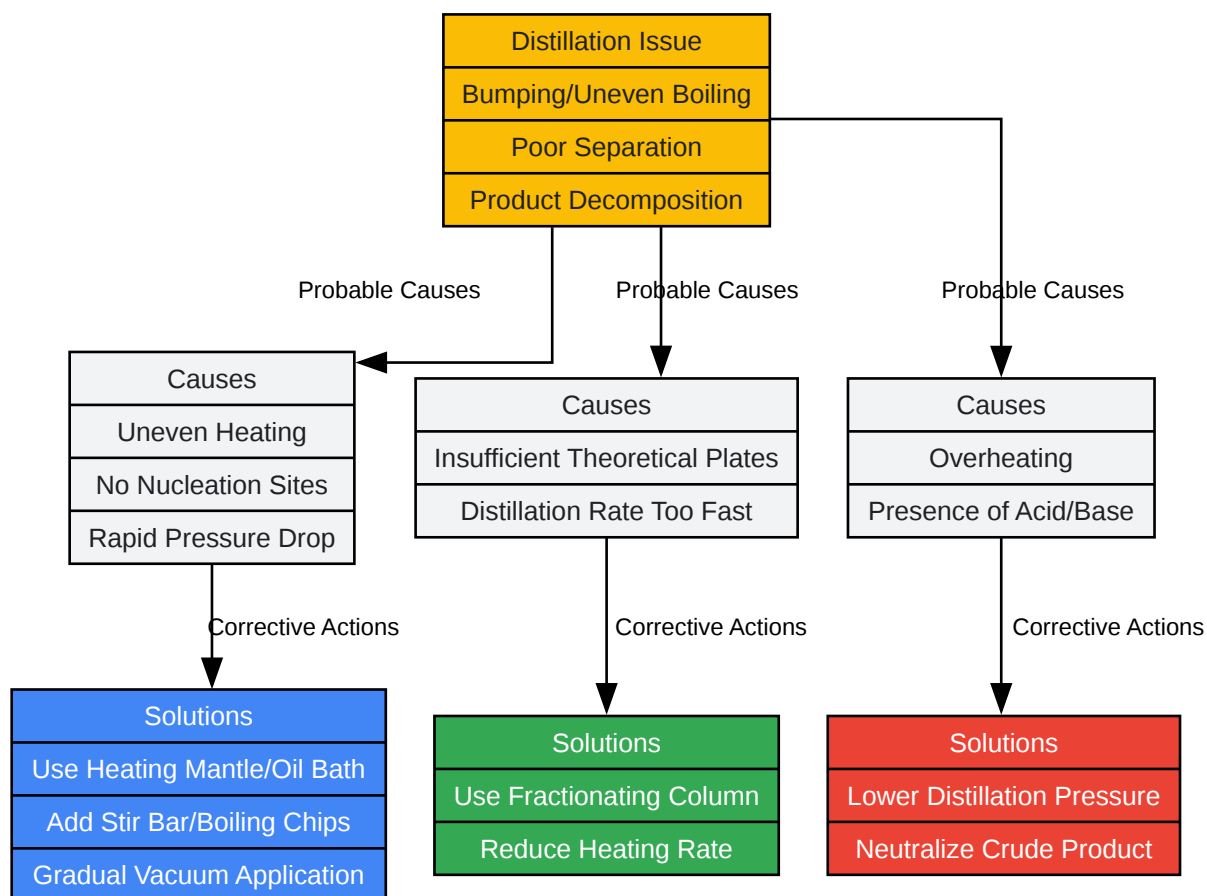 Distillation Issue
Bumping/Uneven Boiling
Poor Separation
Product Decomposition
Probable Causes
Probable Causes
Probable Causes
Causes
Uneven Heating
No Nucleation Sites
Rapid Pressure Drop
Causes
Insufficient Theoretical Plates
Distillation Rate Too Fast
Causes
Overheating
Presence of Acid/Base
Corrective Actions
Corrective Actions
Corrective Actions
Solutions
Use Heating Mantle/Oil Bath
Add Stir Bar/Boiling Chips
Gradual Vacuum Application
Solutions
Use Fractionating Column
Reduce Heating Rate
Solutions
Lower Distillation Pressure
Neutralize Crude Product